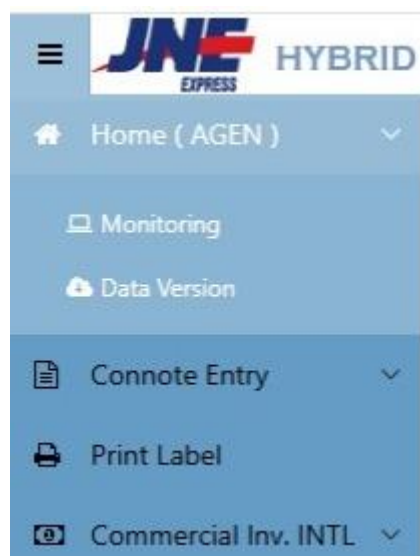 JNE HYBRID
EXPRESS
Home ( AGEN )
Monitoring
Data Version
Connote Entry
Print Label
Commercial Inv. INTL